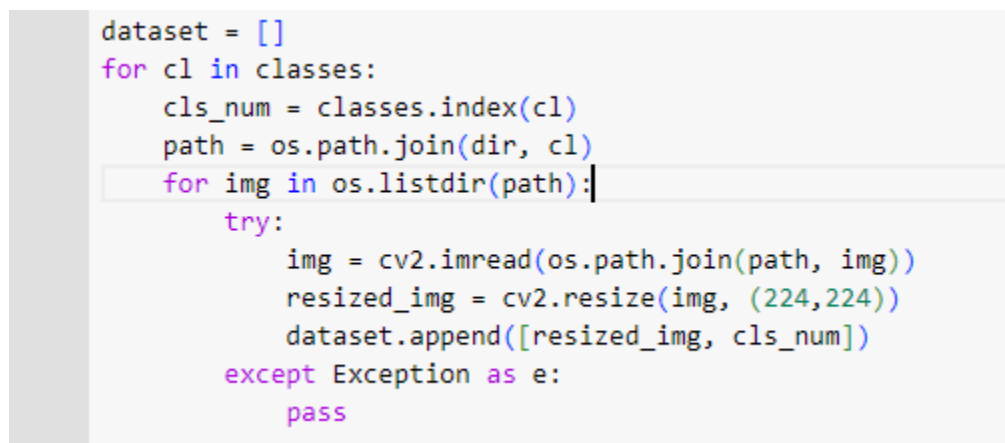 dataset = []
for cl in classes:
    cls_num = classes.index(cl)
    path = os.path.join(dir, cl)
    for img in os.listdir(path):
        try:
            img = cv2.imread(os.path.join(path, img))
            resized_img = cv2.resize(img, (224,224))
            dataset.append([resized_img, cls_num])
        except Exception as e:
            pass